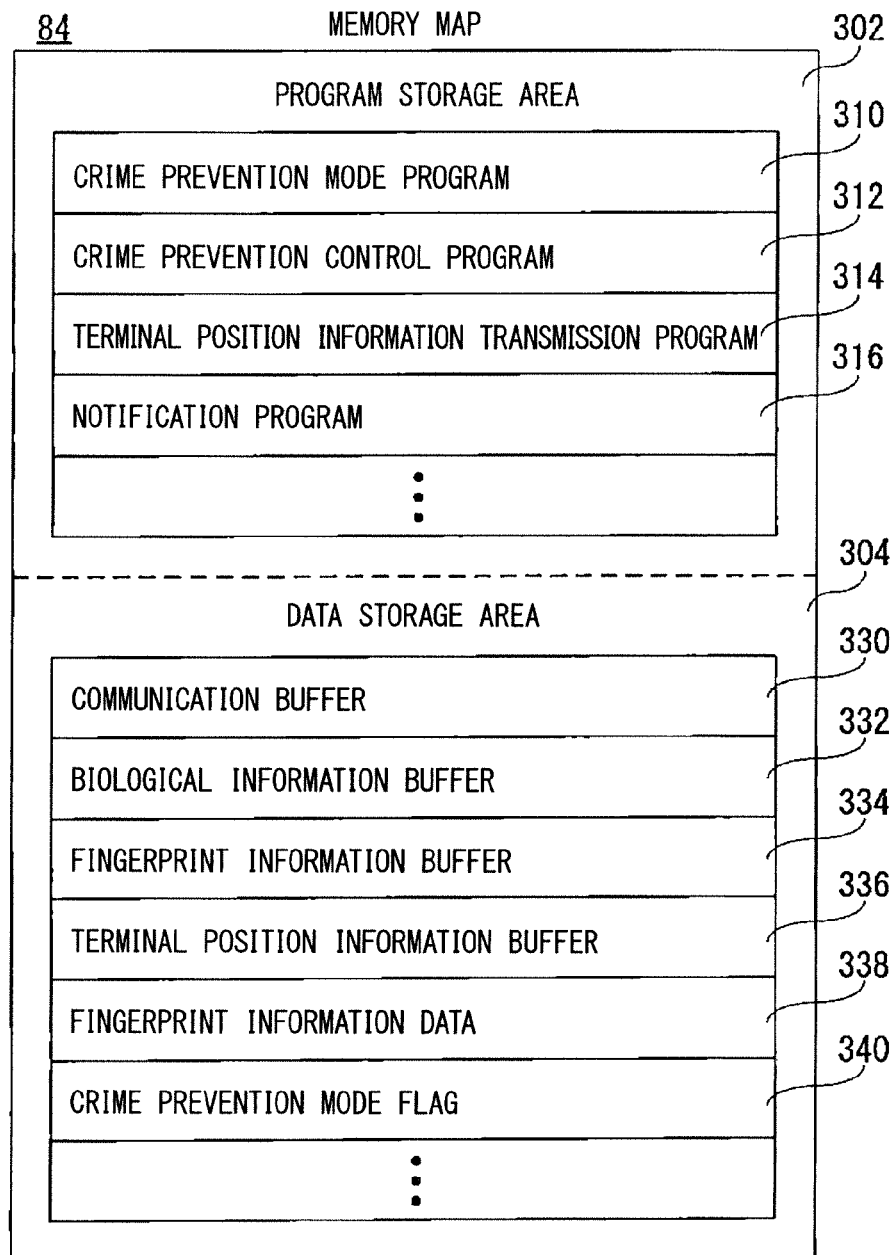 84 MEMORY MAP 302
PROGRAM STORAGE AREA
310
CRIME PREVENTION MODE PROGRAM
312
CRIME PREVENTION CONTROL PROGRAM
314
TERMINAL POSITION INFORMATION TRANSMISSION PROGRAM
316
NOTIFICATION PROGRAM
304
DATA STORAGE AREA
330
COMMUNICATION BUFFER
332
BIOLOGICAL INFORMATION BUFFER
334
FINGERPRINT INFORMATION BUFFER
336
TERMINAL POSITION INFORMATION BUFFER
338
FINGERPRINT INFORMATION DATA
340
CRIME PREVENTION MODE FLAG